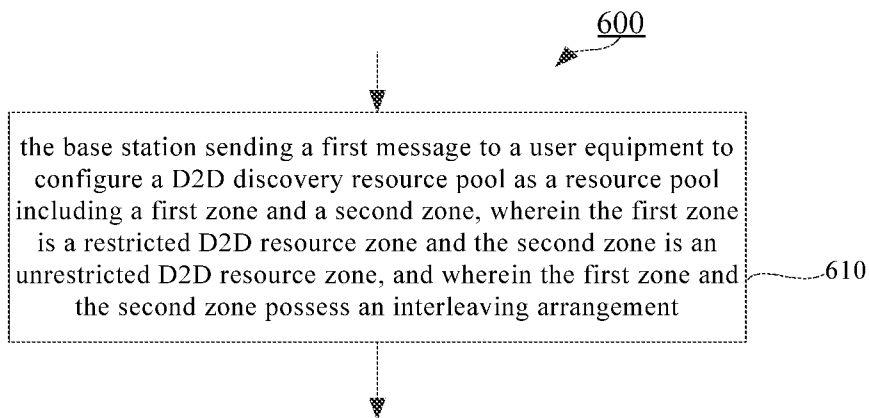 600
the base station sending a first message to a user equipment to
configure a D2D discovery resource pool as a resource pool
including a first zone and a second zone, wherein the first zone
is a restricted D2D resource zone and the second zone is an
unrestricted D2D resource zone, and wherein the first zone and
the second zone possess an interleaving arrangement
610